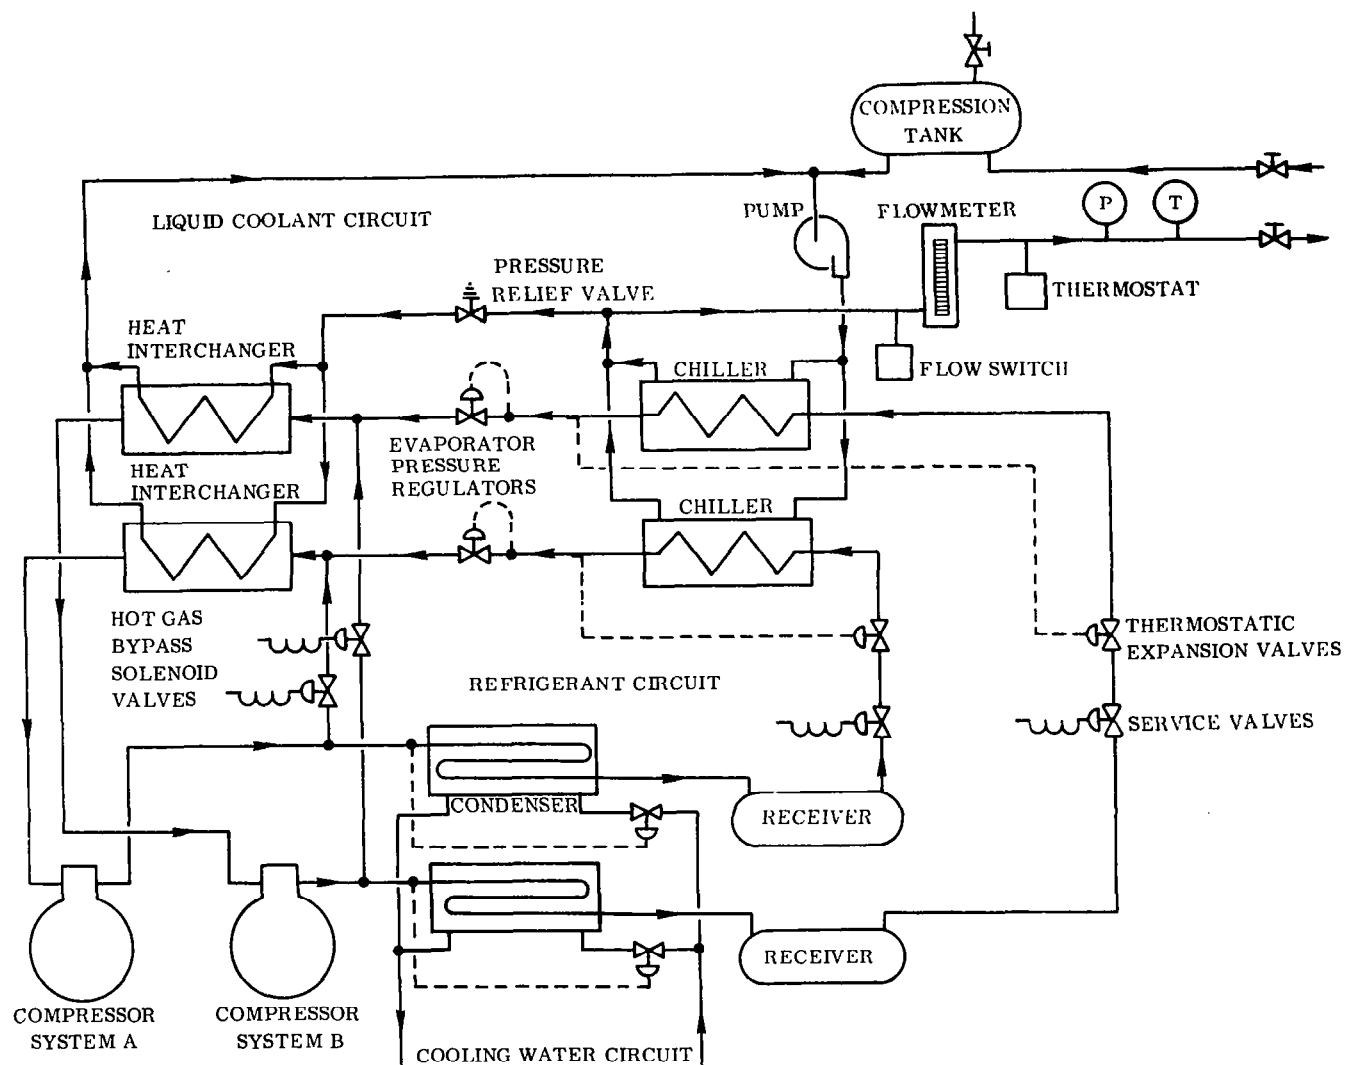 COMPRESSION
TANK
LIQUID COOLANT CIRCUIT
PUMP
FLOWMETER
P
T
PRESSURE
RELIEF VALVE
THERMOSTAT
HEAT
INTERCHANGER
CHILLER
FLOW SWITCH
EVAPORATOR
PRESSURE
REGULATORS
HEAT
INTERCHANGER
CHILLER
HOT GAS
BYPASS
SOLENOID
VALVES
THERMOSTATIC
EXPANSION VALVES
REFRIGERANT CIRCUIT
SERVICE VALVES
CONDENSER
RECEIVER
RECEIVER
COMPRESSOR
SYSTEM A
COMPRESSOR
SYSTEM B
COOLING WATER CIRCUIT